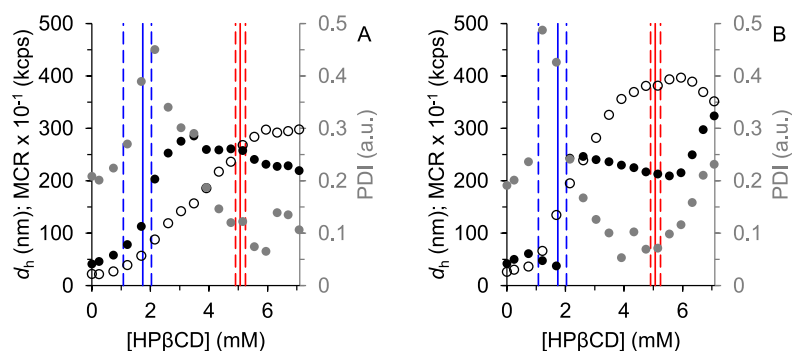 A
d_h (nm); MCR x 10^-1 (kcps)
500
400
300
200
100
0
0 2 4 6
[HPβCD] (mM)
0.5
0.4
0.3
0.2
0.1
0
PDI (a.u.)
B
d_h (nm); MCR x 10^-1 (kcps)
500
400
300
200
100
0
0 2 4 6
[HPβCD] (mM)
0.5
0.4
0.3
0.2
0.1
0
PDI (a.u.)